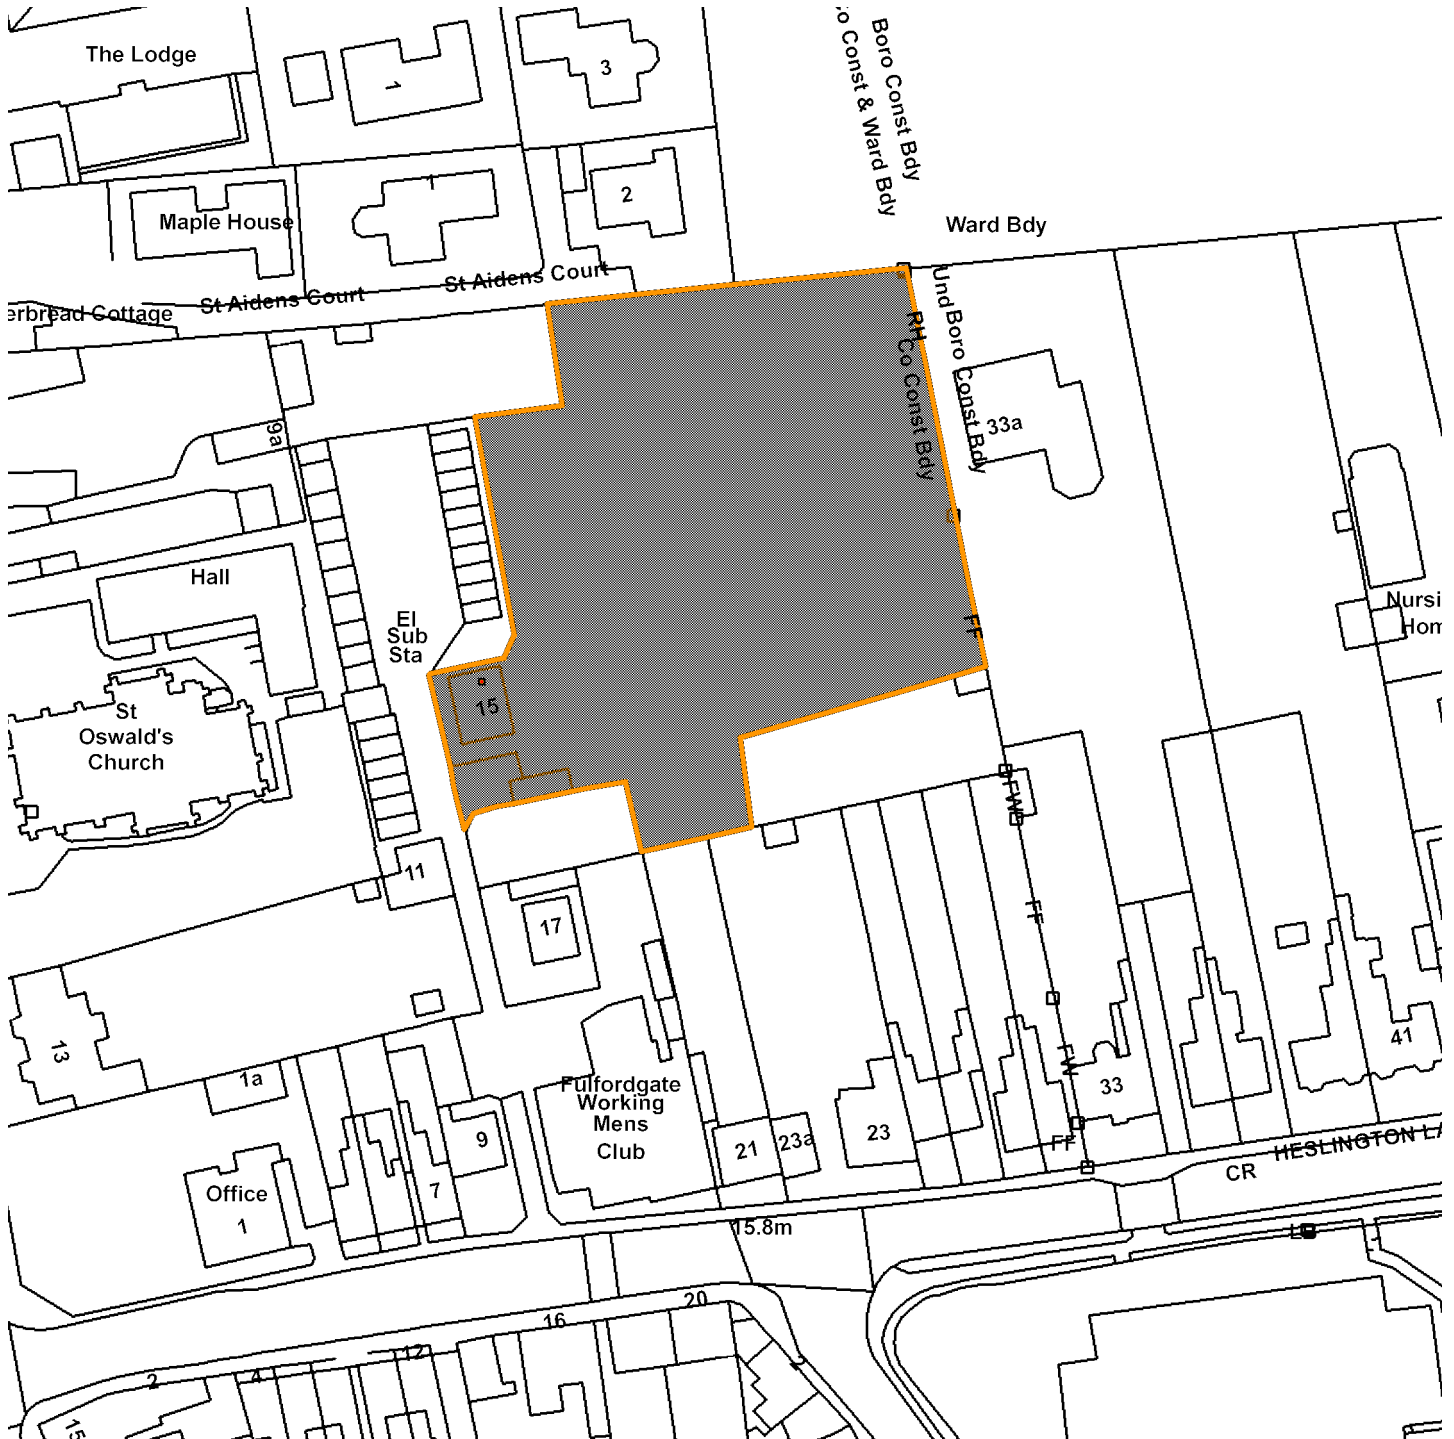 The Lodge
1
3
Boro Const Bdy
o Const & Ward Bdy
Maple House
1
2
Ward Bdy
St Aidens Court
St Aidens Court
erbread Cottage
Und
Boro Const Bdy
RH
Co Const Bdy
33a
9a
Hall
El
Sub
Sta
Nursi
Hom
FF
St
Oswald's
Church
15
FW
11
17
FF
13
1a
FW
41
33
Fulfordgate
Working
Mens
Club
9
21
23a
23
FF
HESLINGTON LA
CR
7
Office
1
15.8m
L
20
16
12
4
2
15